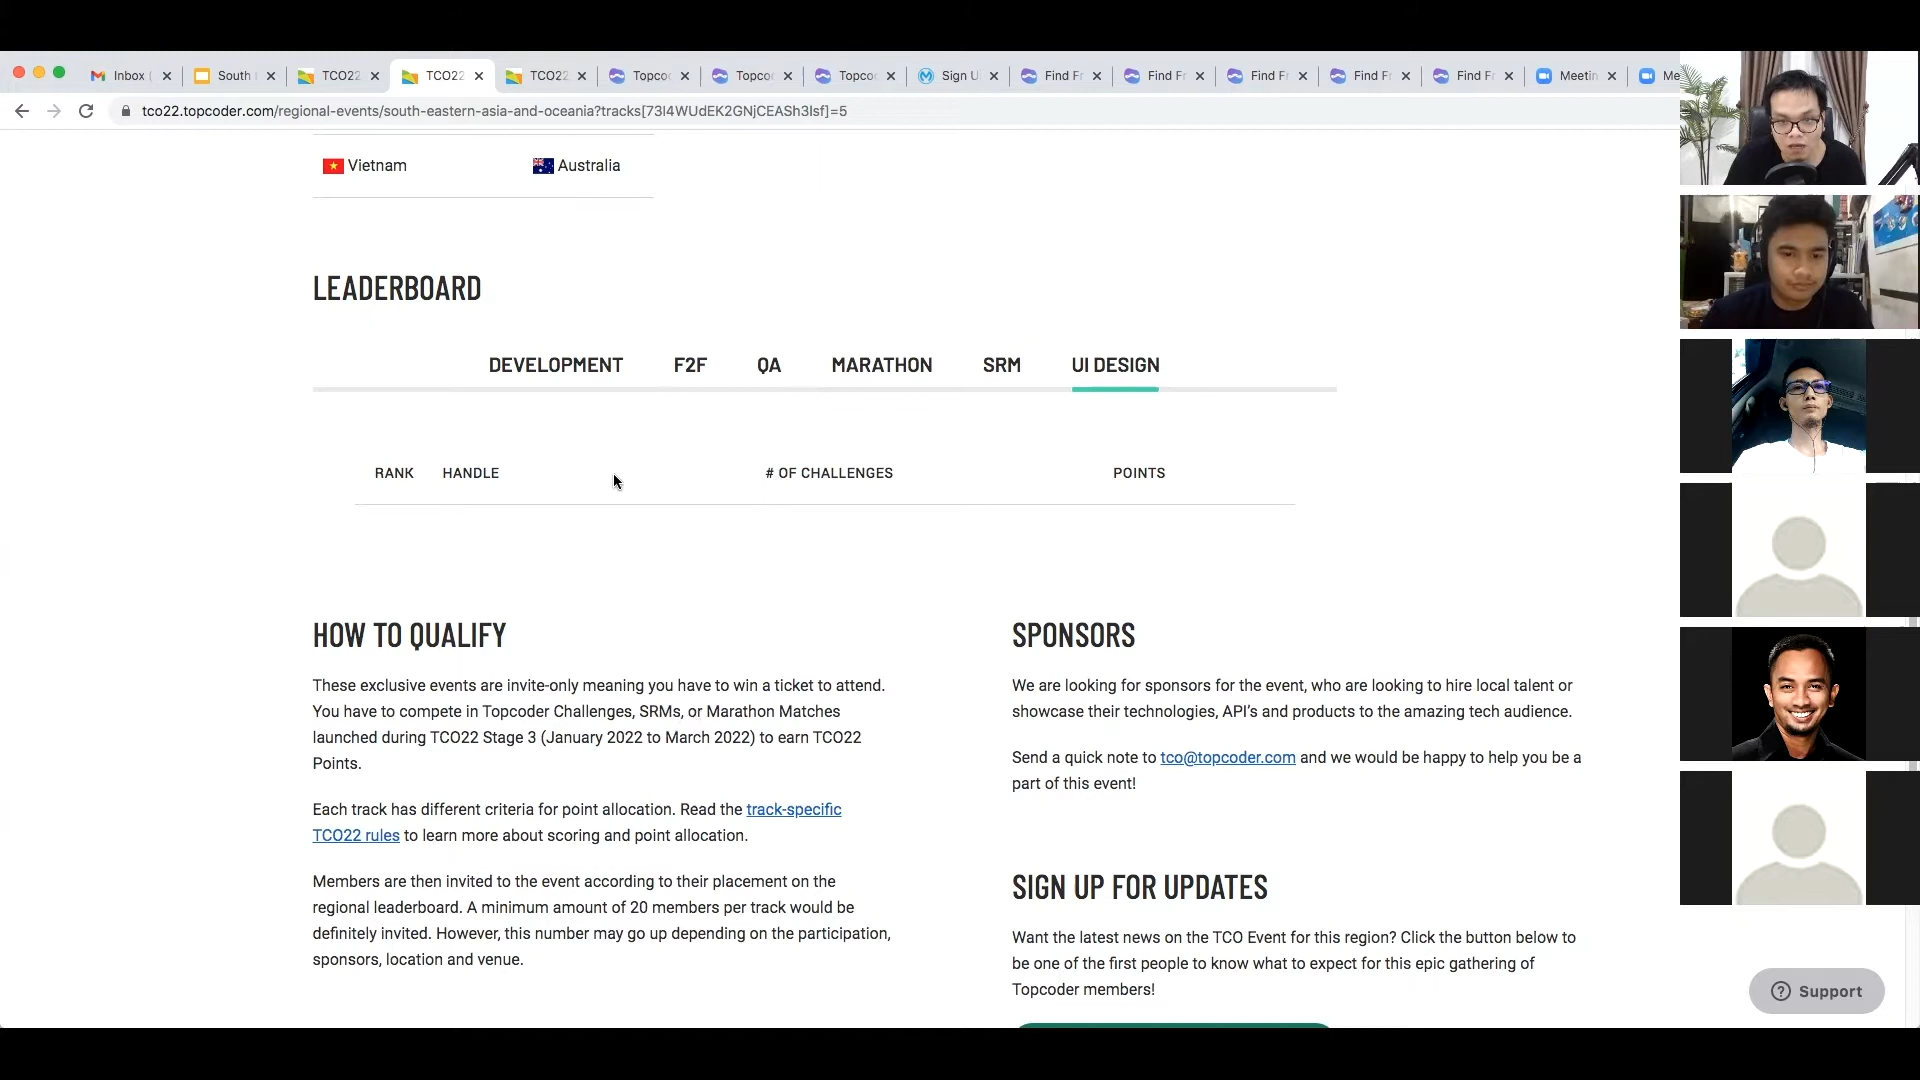 Inbox (
South
TCO22
TCO22
TCO22
Topco
Topco
Topco
Sign U
Find Fr
Find Fr
Find Fr
Find Fr
Find Fr
Meetin
Me
tco22.topcoder.com/regional-events/south-eastern-asia-and-oceania?tracks[73I4WUdEK2GNjCEASh3Isf]=5
Vietnam
Australia
LEADERBOARD
DEVELOPMENT
F2F
QA
MARATHON
SRM
UI DESIGN
RANK
HANDLE
# OF CHALLENGES
POINTS
HOW TO QUALIFY
These exclusive events are invite-only meaning you have to win a ticket to attend.
You have to compete in Topcoder Challenges, SRMs, or Marathon Matches
launched during TCO22 Stage 3 (January 2022 to March 2022) to earn TCO22
Points.
Each track has different criteria for point allocation. Read the track-specific
TCO22 rules to learn more about scoring and point allocation.
Members are then invited to the event according to their placement on the
regional leaderboard. A minimum amount of 20 members per track would be
definitely invited. However, this number may go up depending on the participation,
sponsors, location and venue.
SPONSORS
We are looking for sponsors for the event, who are looking to hire local talent or
showcase their technologies, API's and products to the amazing tech audience.
Send a quick note to tco@topcoder.com and we would be happy to help you be a
part of this event!
SIGN UP FOR UPDATES
Want the latest news on the TCO Event for this region? Click the button below to
be one of the first people to know what to expect for this epic gathering of
Topcoder members!
Support